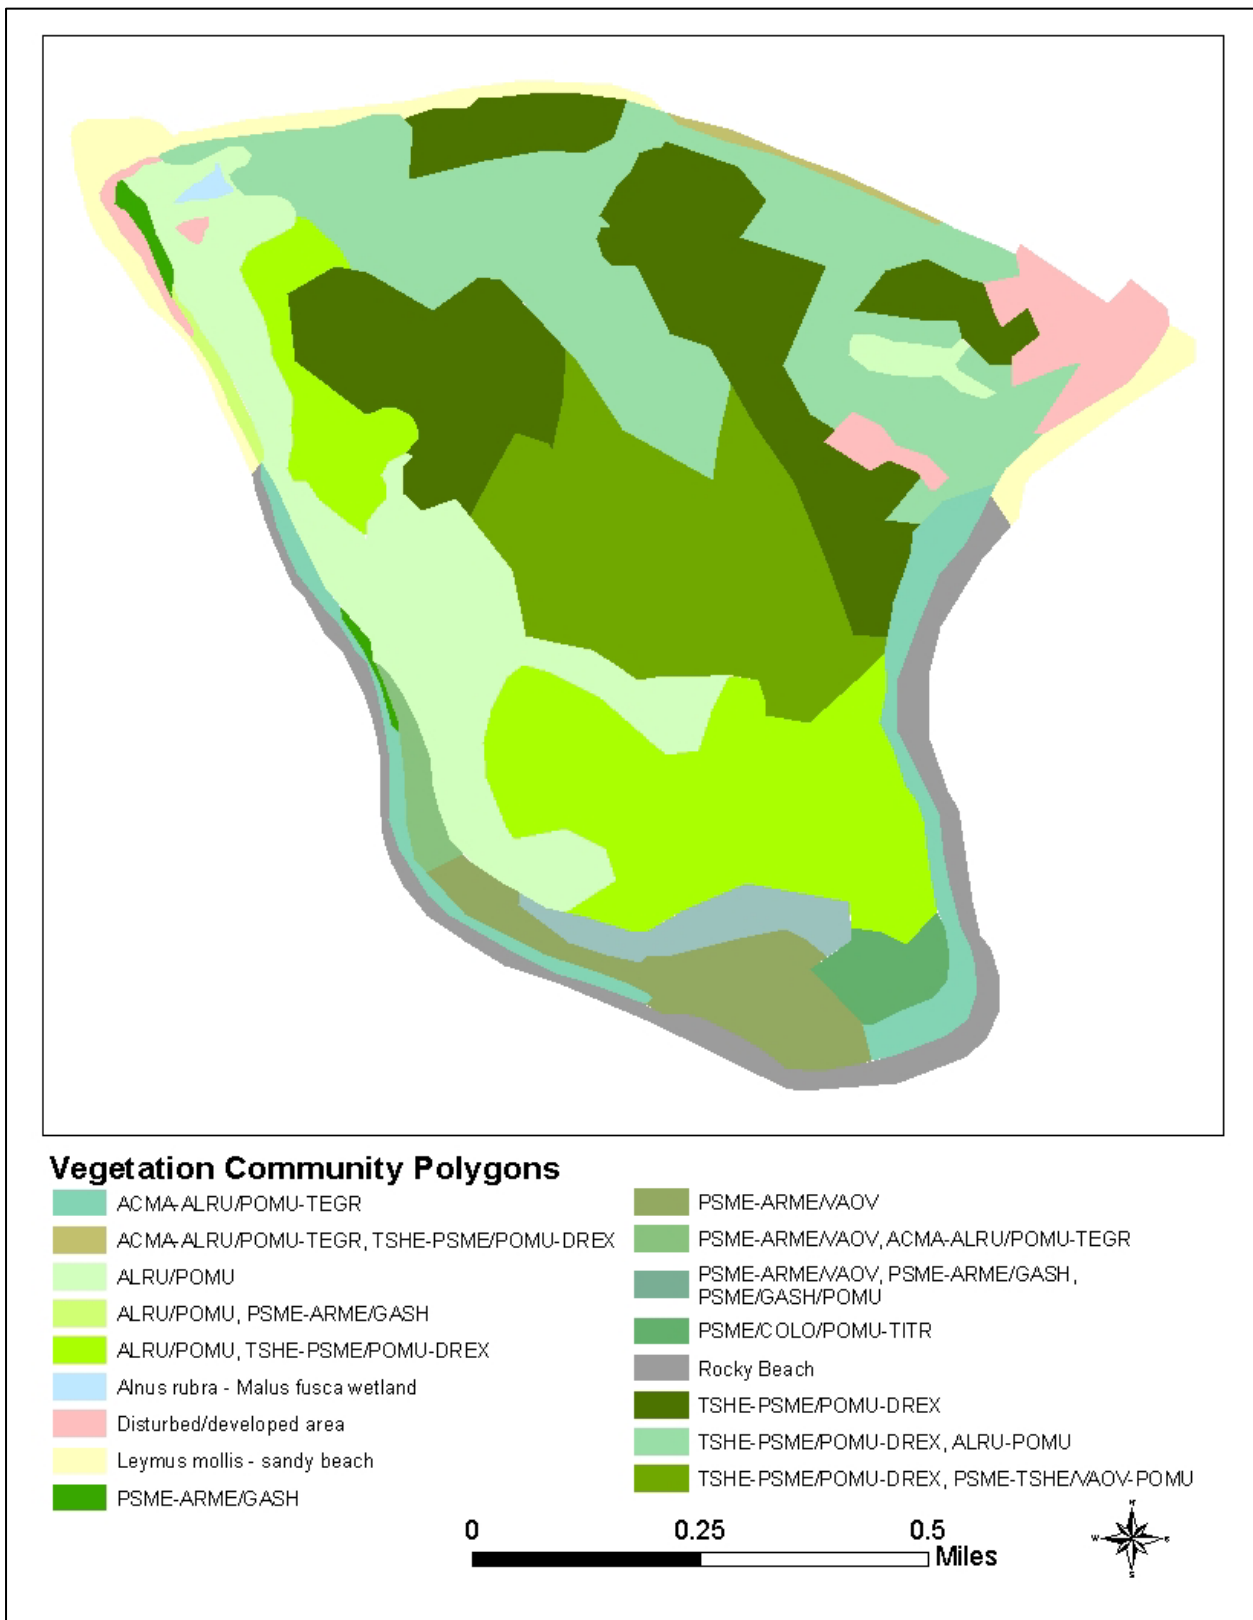 Vegetation Community Polygons
ACMA-ALRU/POMU-TEGR
ACMA-ALRU/POMU-TEGR, TSHE-PSME/POMU-DREX
ALRU/POMU
ALRU/POMU, PSME-ARME/GASH
ALRU/POMU, TSHE-PSME/POMU-DREX
Alnus rubra - Malus fusca wetland
Disturbed/developed area
Leymus mollis - sandy beach
PSME-ARME/GASH
PSME-ARME/VAOV
PSME-ARME/VAOV, ACMA-ALRU/POMU-TEGR
PSME-ARME/VAOV, PSME-ARME/GASH,
PSME/GASH/POMU
PSME/COLO/POMU-TITR
Rocky Beach
TSHE-PSME/POMU-DREX
TSHE-PSME/POMU-DREX, ALRU-POMU
TSHE-PSME/POMU-DREX, PSME-TSHE/VAOV-POMU
0 0.25 0.5
Miles
N
W E
S